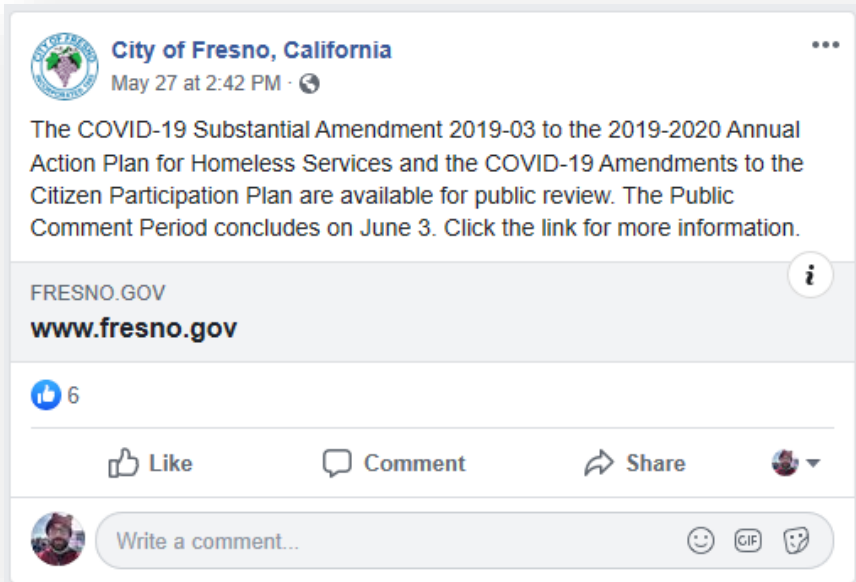 City of Fresno, California
May 27 at 2:42 PM ·
The COVID-19 Substantial Amendment 2019-03 to the 2019-2020 Annual
Action Plan for Homeless Services and the COVID-19 Amendments to the
Citizen Participation Plan are available for public review. The Public
Comment Period concludes on June 3. Click the link for more information.
FRESNO.GOV
www.fresno.gov
i
6
Like Comment Share
Write a comment...
GIF